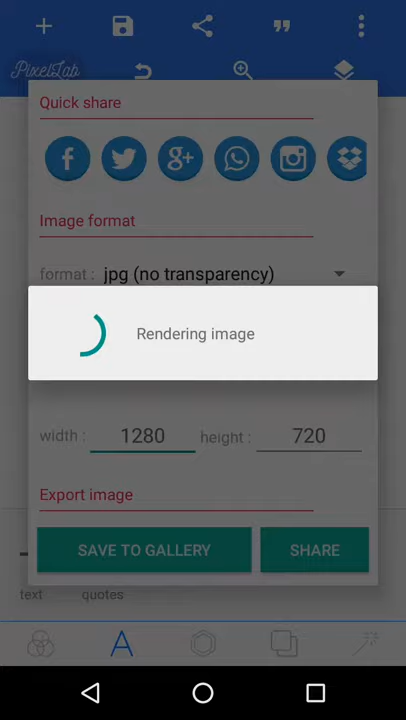 PixelLab
Quick share
Image format
format : jpg (no transparency)
Rendering image
width : 1280 height : 720
Export image
SAVE TO GALLERY SHARE
text quotes